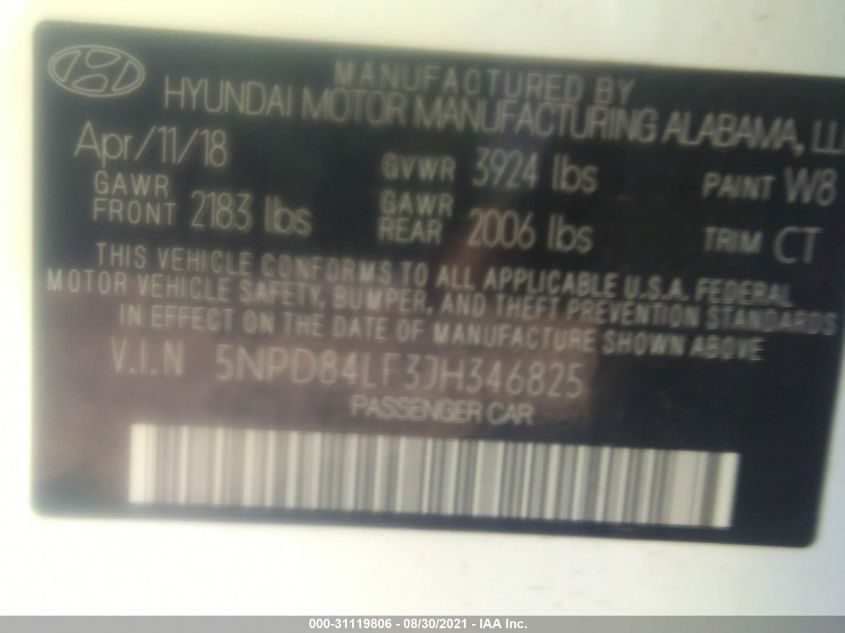 MANUFACTURED BY
HYUNDAI MOTOR MANUFACTURING ALABAMA, LLC
Apr/11/18 GVWR 3924 lbs PAINT W8
GAWR FRONT 2183 lbs GAWR REAR 2006 lbs TRIM CT
THIS VEHICLE CONFORMS TO ALL APPLICABLE U.S.A. FEDERAL
MOTOR VEHICLE SAFETY, BUMPER, AND THEFT PREVENTION STANDARDS
IN EFFECT ON THE DATE OF MANUFACTURE SHOWN ABOVE
V.I.N 5NPD84LF3JH346825
PASSENGER CAR
000-31119806 - 08/30/2021 - IAA Inc.